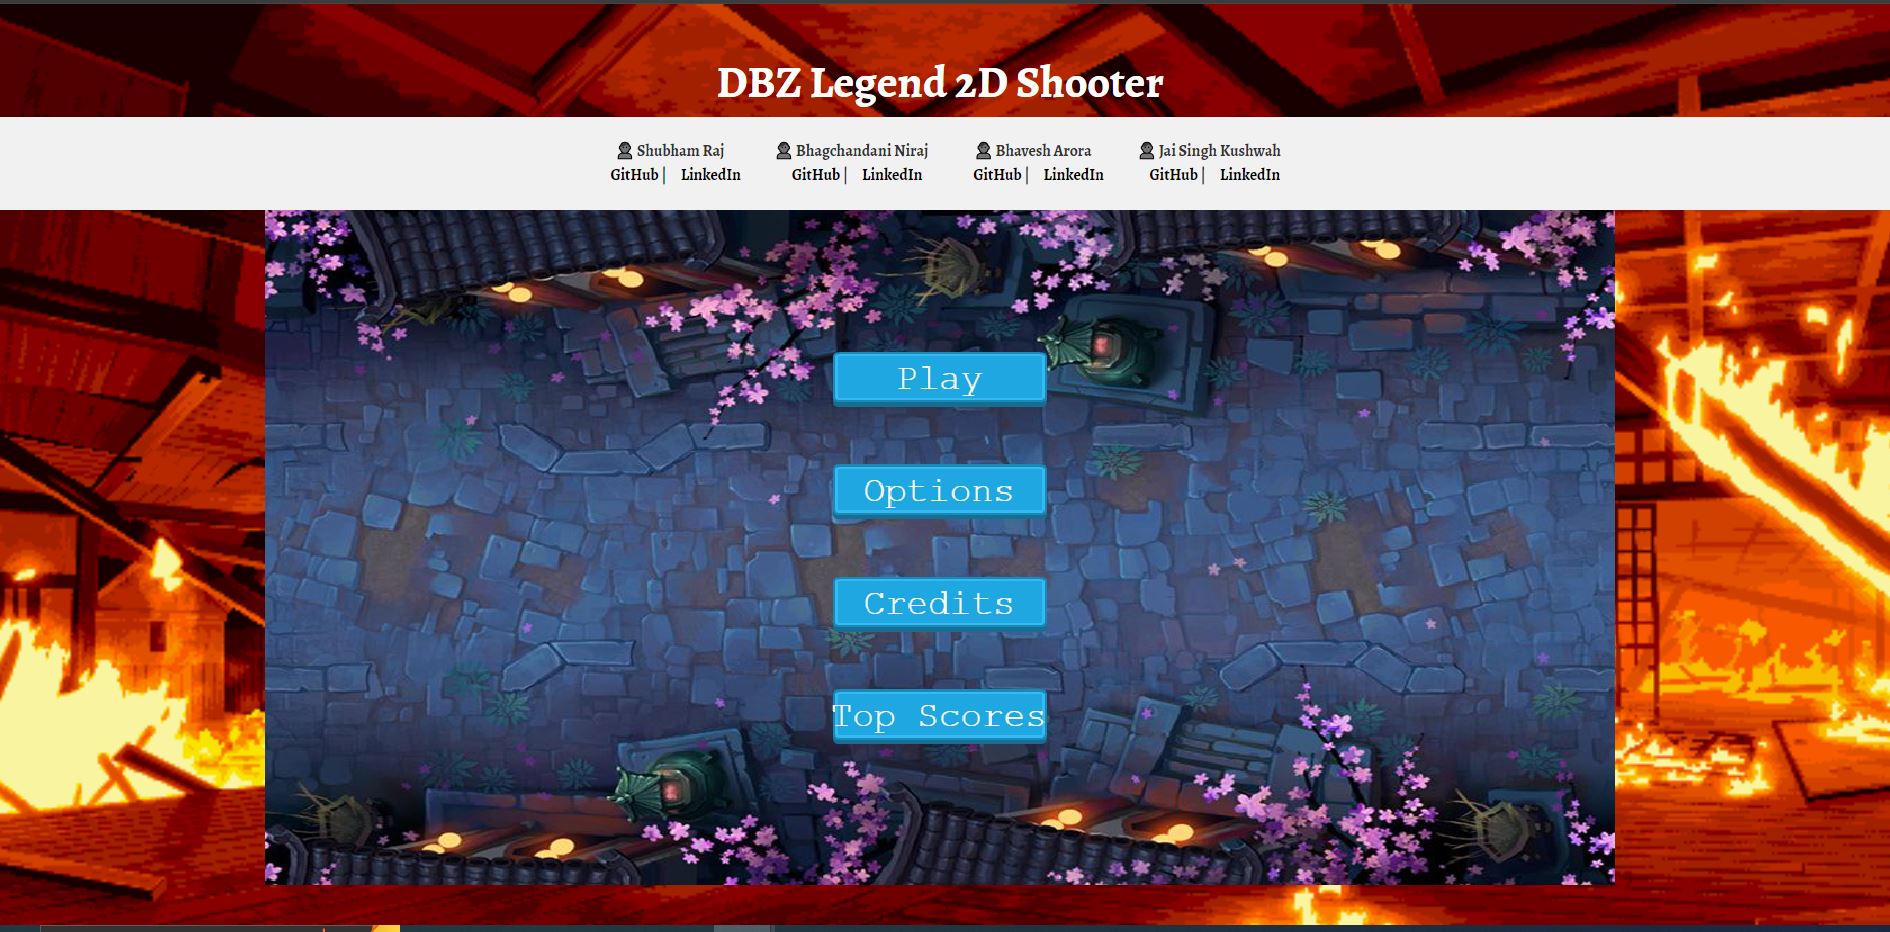 DBZ Legend 2D Shooter
Shubham Raj Bhagchandani Niraj Bhavesh Arora Jai Singh Kushwah
GitHub | LinkedIn GitHub | LinkedIn GitHub | LinkedIn GitHub | LinkedIn
Play
Options
Credits
Top Scores